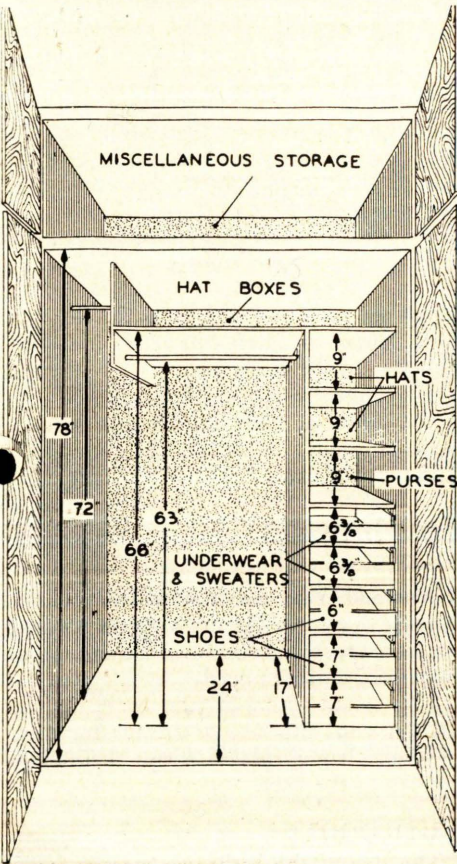 MISCELLANEOUS STORAGE
HAT BOXES
9"
HATS
9"
78"
9"
PURSES
72"
63"
6⅜"
68"
UNDERWEAR
& SWEATERS
6⅜"
6"
SHOES
7"
24"
17"
7"